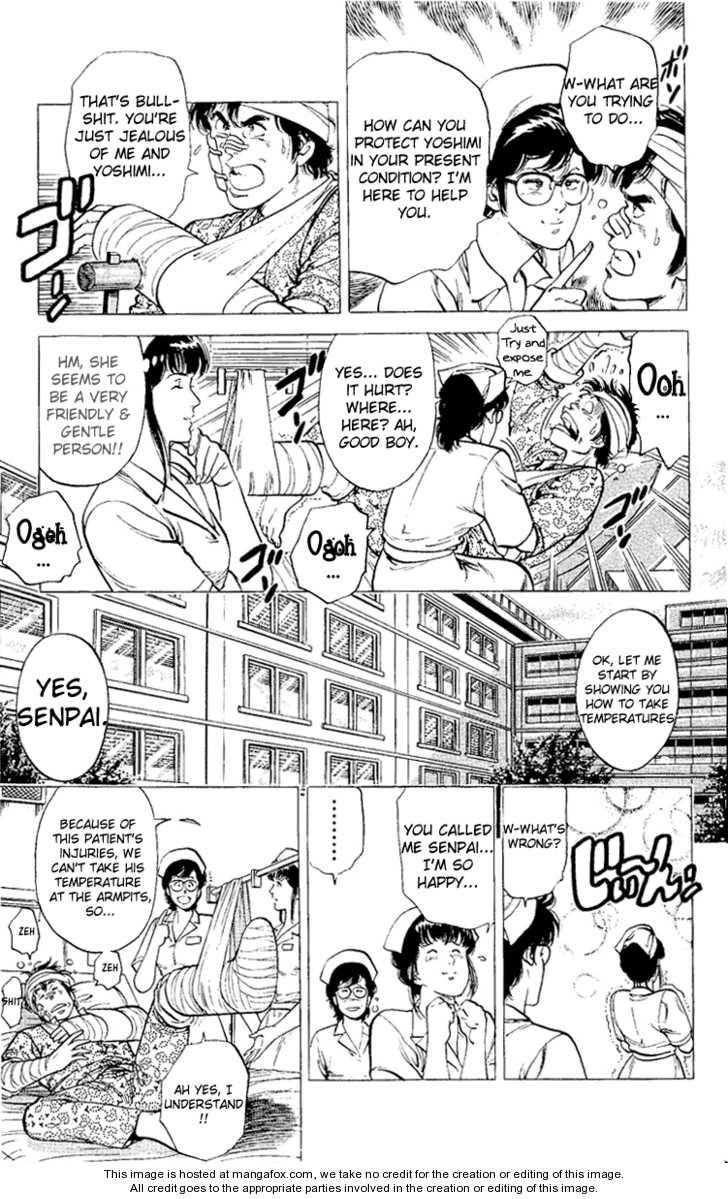 W-WHAT ARE
YOU TRYING
TO DO...
HOW CAN YOU
PROTECT YOSHIMI
IN YOUR PRESENT
CONDITION? I'M
HERE TO HELP
YOU.
THAT'S BULL-
SHIT. YOU'RE
JUST JEALOUS
OF ME AND
YOSHIMI...
Just
Try and
expose
me
Ooh
...
YES... DOES
IT HURT?
WHERE...
HERE? AH,
GOOD BOY.
HM, SHE
SEEMS TO
BE A VERY
FRIENDLY &
GENTLE
PERSON!!
Ogoh
...
Ogeh
...
OK, LET ME
START BY
SHOWING YOU
HOW TO TAKE
TEMPERATURES
YES,
SENPAI.
W-WHAT'S
WRONG?
じぃ〜ん
YOU CALLED
ME SENPAI...
I'M SO
HAPPY...
.........
BECAUSE OF
THIS PATIENT'S
INJURIES, WE
CAN'T TAKE HIS
TEMPERATURE
AT THE ARMPITS,
SO...
ZEH
ZEH
SHIT
AH YES, I
UNDERSTAND
!!
This image is hosted at mangafox.com, we take no credit for the creation or editing of this image.
All credit goes to the appropriate parties involved in the creation or editing of this image.